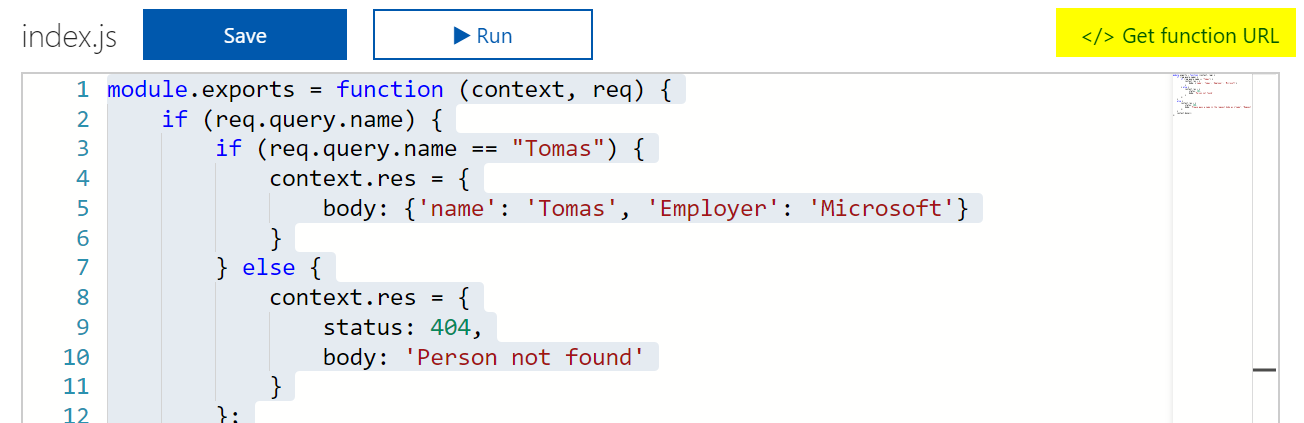 index.js Save Run </> Get function URL
1 module.exports = function (context, req) {
2 if (req.query.name) {
3 if (req.query.name == "Tomas") {
4 context.res = {
5 body: {'name': 'Tomas', 'Employer': 'Microsoft'}
6 }
7 } else {
8 context.res = {
9 status: 404,
10 body: 'Person not found'
11 }
12 };